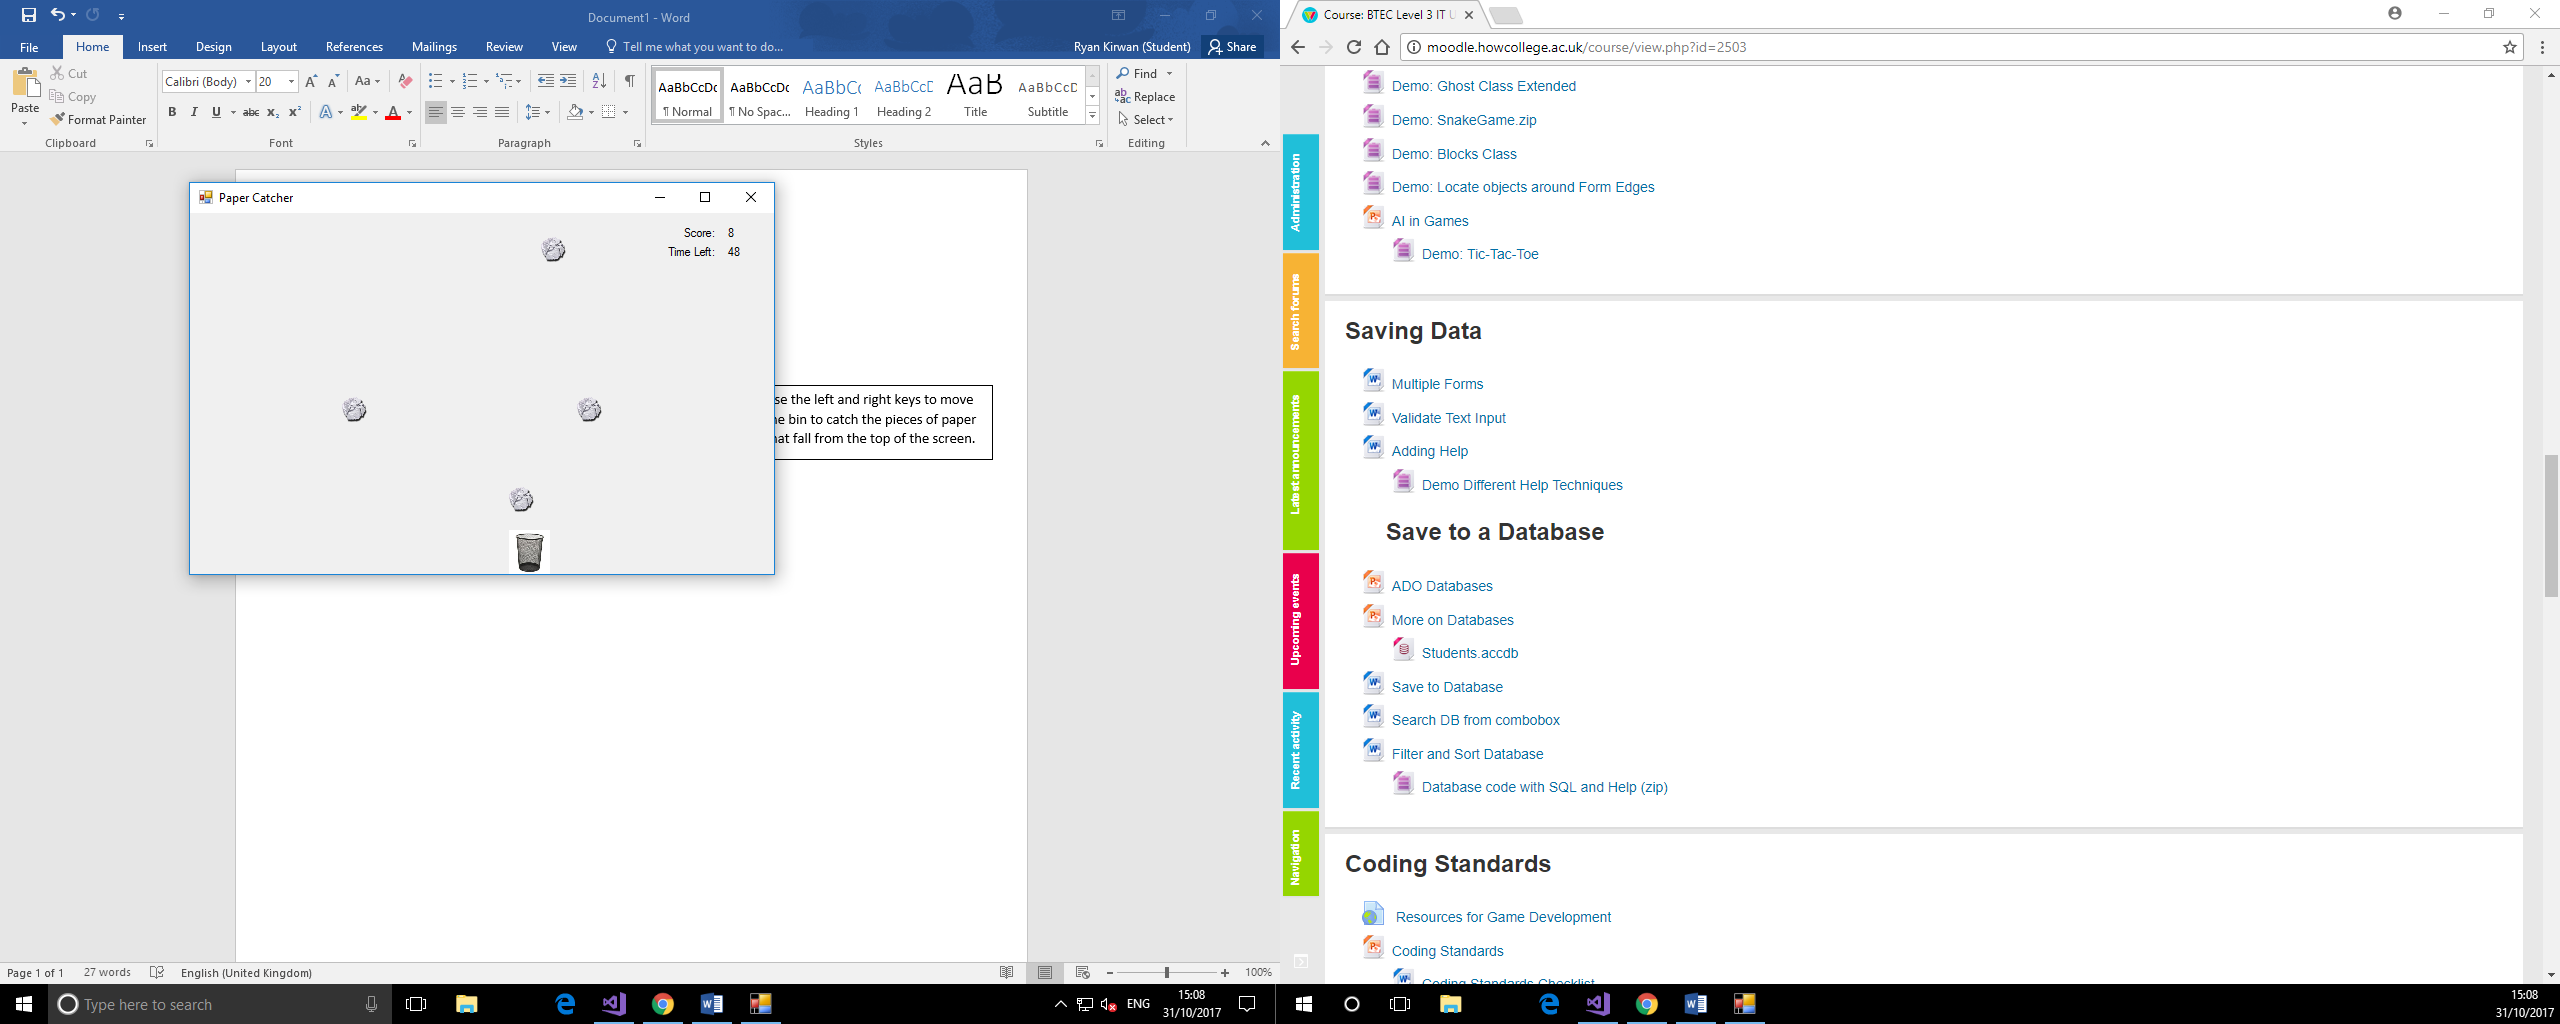 Document1 - Word
File Home Insert Design Layout References Mailings Review View Tell me what you want to do... Ryan Kirwan (Student) Share
Paste
Cut
Copy
Format Painter
Clipboard
Calibri (Body) 20
Font
Paragraph
AaBbCcDc AaBbCcDc AaBbCc AaBbCcD AaB AaBbCcD
¶ Normal ¶ No Spac... Heading 1 Heading 2 Title Subtitle
Styles
Find
Replace
Select
Editing
Paper Catcher
Score: 8
Time Left: 48
se the left and right keys to move
e bin to catch the pieces of paper
at fall from the top of the screen.
Page 1 of 1 27 words English (United Kingdom) 100%
Type here to search
ENG
15:08
31/10/2017
Course: BTEC Level 3 IT
moodle.howcollege.ac.uk/course/view.php?id=2503
Administration
Search forums
Latest announcements
Upcoming events
Recent activity
Navigation
Demo: Ghost Class Extended
Demo: SnakeGame.zip
Demo: Blocks Class
Demo: Locate objects around Form Edges
AI in Games
Demo: Tic-Tac-Toe
Saving Data
Multiple Forms
Validate Text Input
Adding Help
Demo Different Help Techniques
Save to a Database
ADO Databases
More on Databases
Students.accdb
Save to Database
Search DB from combobox
Filter and Sort Database
Database code with SQL and Help (zip)
Coding Standards
Resources for Game Development
Coding Standards
Coding Standards Checklist
15:08
31/10/2017